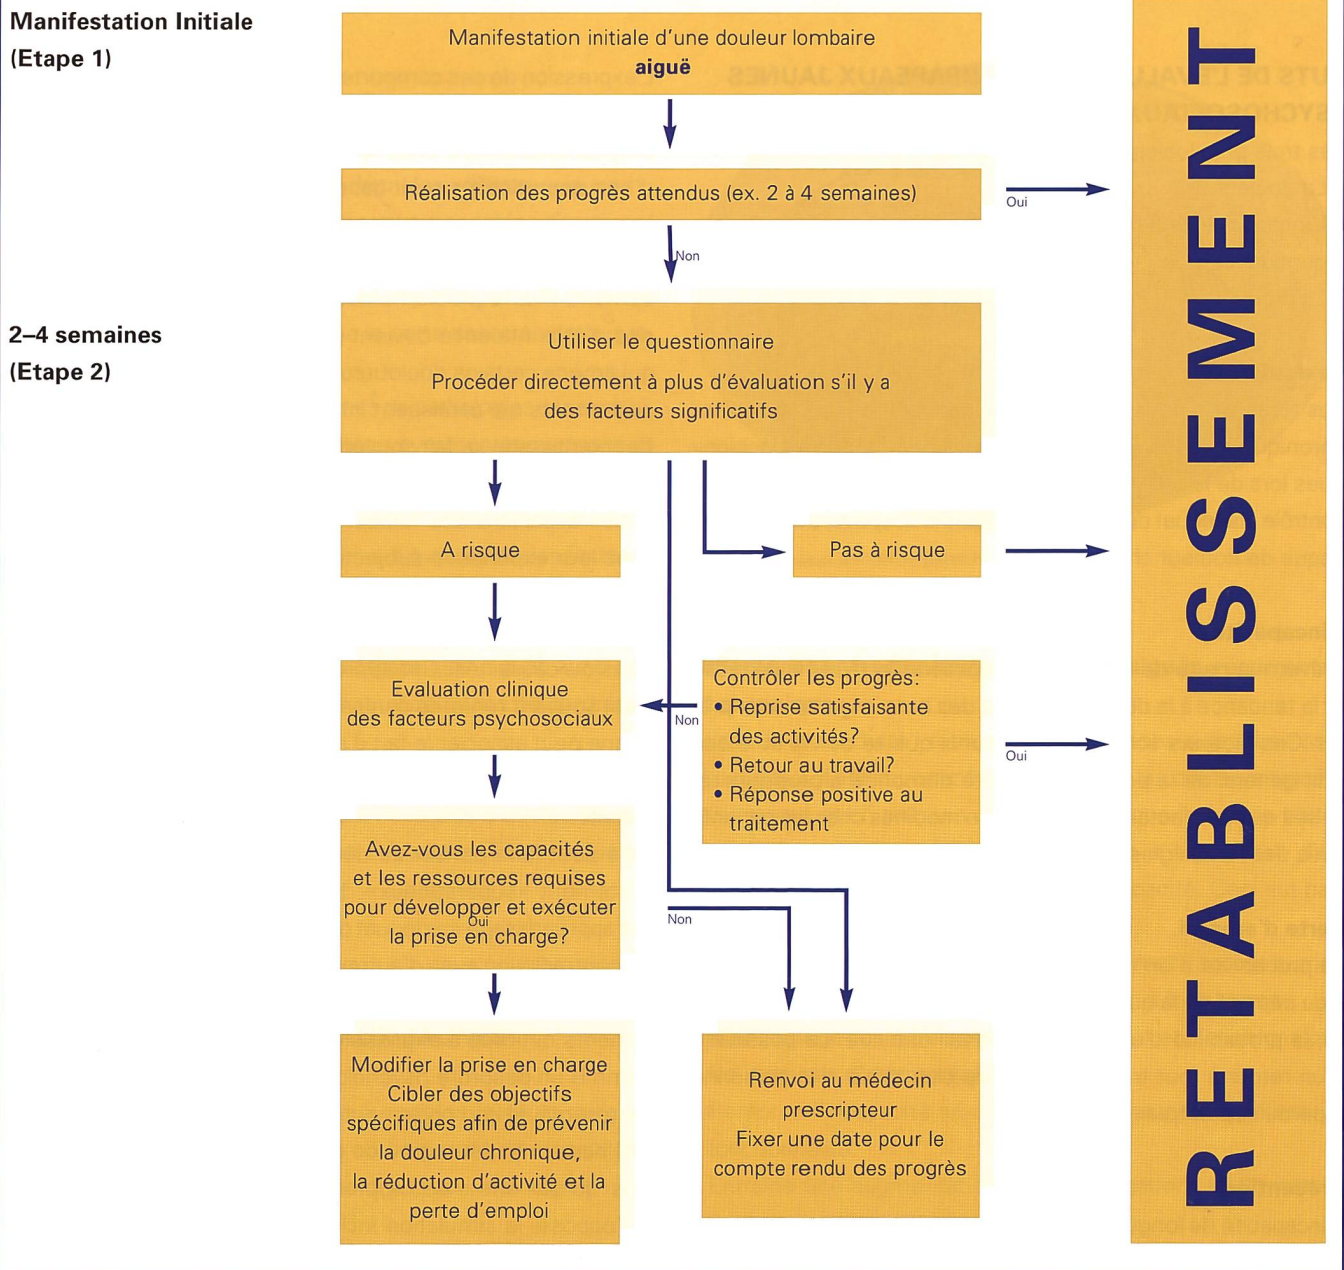 Manifestation Initiale
(Etape 1)
Manifestation initiale d'une douleur lombaire
aiguë
Réalisation des progrès attendus (ex. 2 à 4 semaines)
Oui
Non
2–4 semaines
(Etape 2)
Utiliser le questionnaire
Procéder directement à plus d'évaluation s'il y a
des facteurs significatifs
A risque
Pas à risque
Evaluation clinique
des facteurs psychosociaux
Non
Contrôler les progrès:
• Reprise satisfaisante
des activités?
• Retour au travail?
• Réponse positive au
traitement
Oui
Avez-vous les capacités
et les ressources requises
pour développer et exécuter
Oui
la prise en charge?
Non
Modifier la prise en charge
Cibler des objectifs
spécifiques afin de prévenir
la douleur chronique,
la réduction d'activité et la
perte d'emploi
Renvoi au médecin
prescripteur
Fixer une date pour le
compte rendu des progrès
RETABLISSEMENT